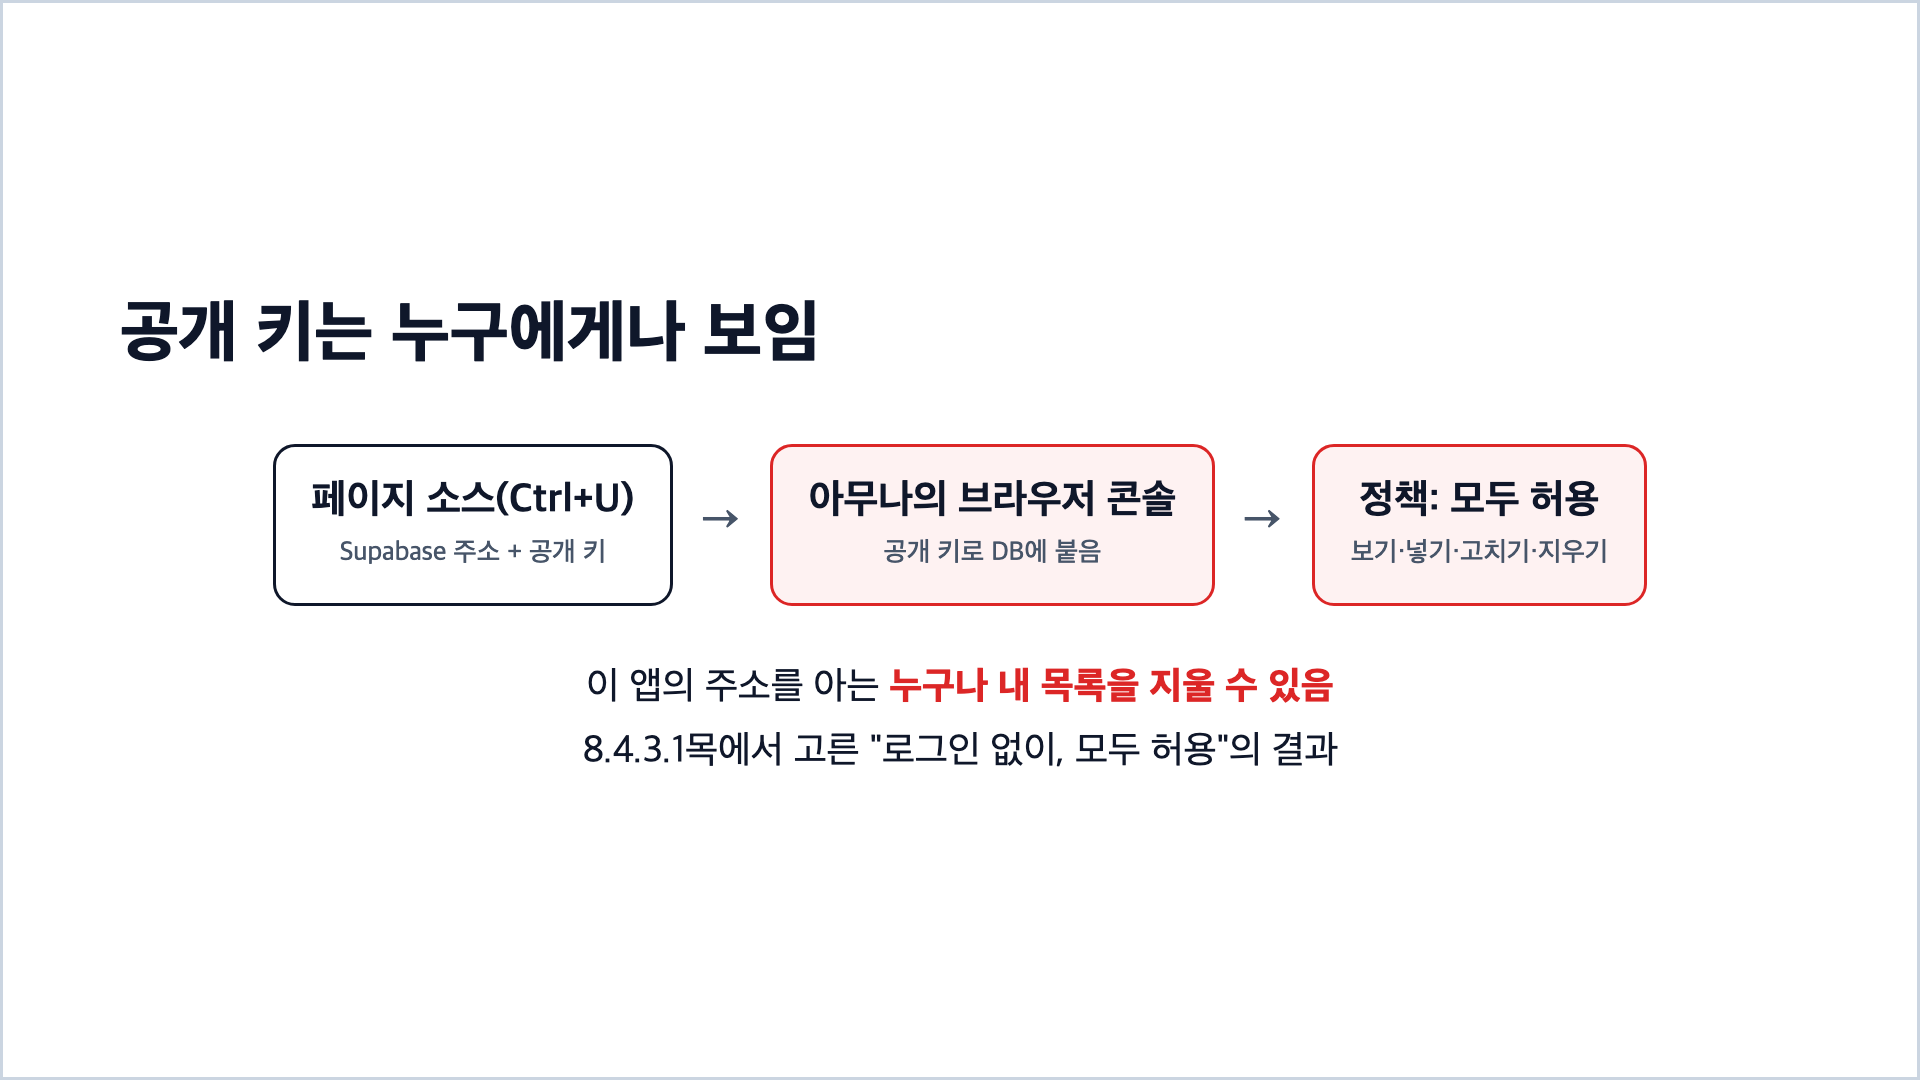 공개 키는 누구에게나 보임
페이지 소스(Ctrl+U)
Supabase 주소 + 공개 키
→
아무나의 브라우저 콘솔
공개 키로 DB에 붙음
→
정책: 모두 허용
보기·넣기·고치기·지우기
이 앱의 주소를 아는 누구나 내 목록을 지울 수 있음
8.4.3.1목에서 고른 "로그인 없이, 모두 허용"의 결과